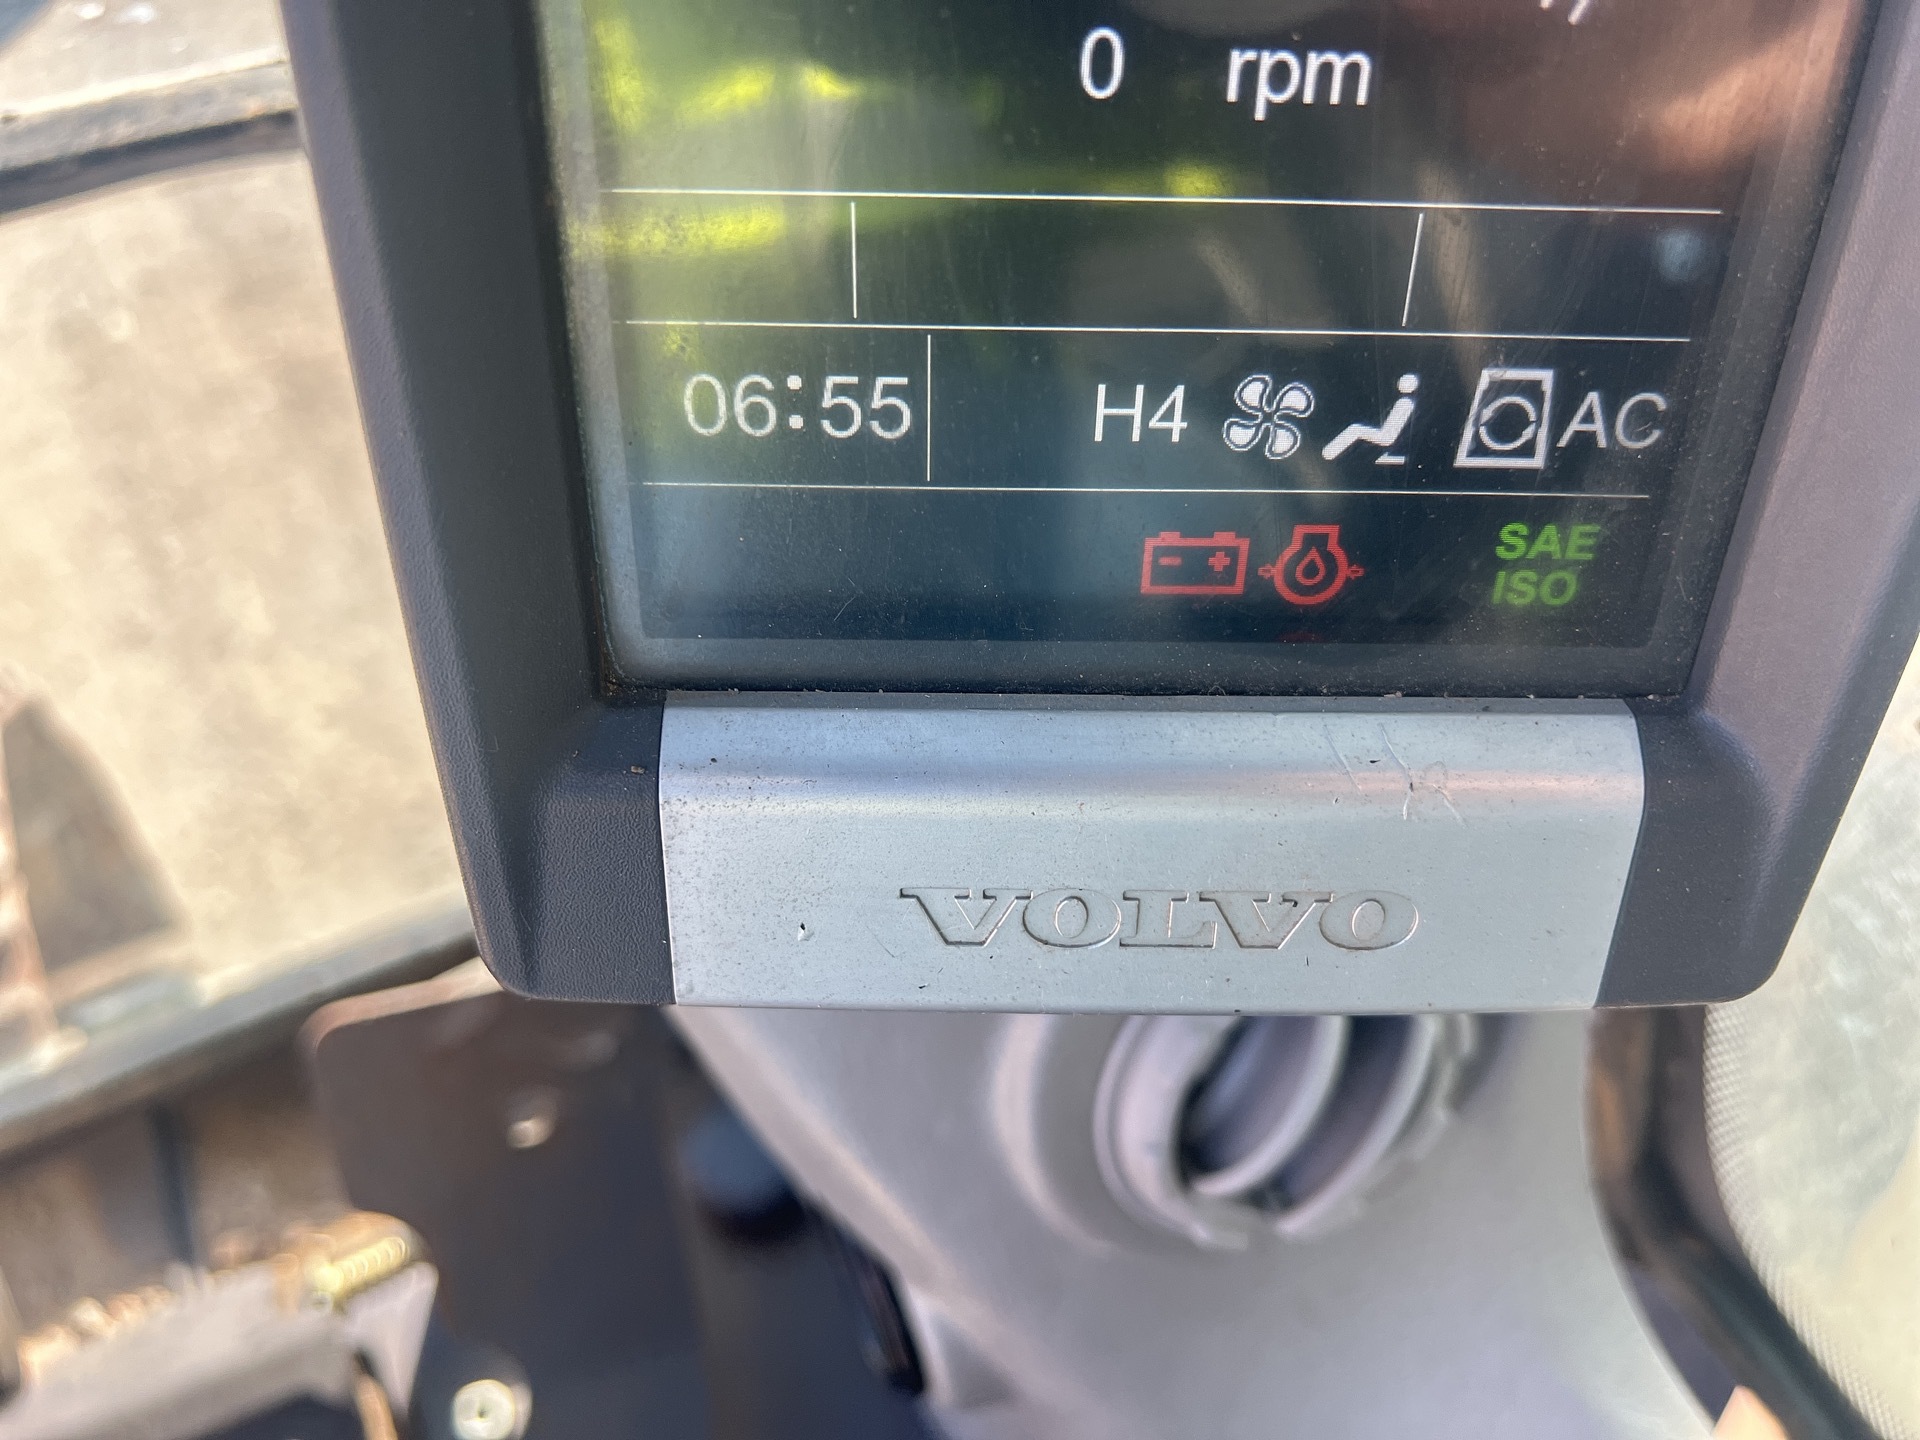 0 rpm
06:55 H4 AC
SAE
ISO
VOLVO